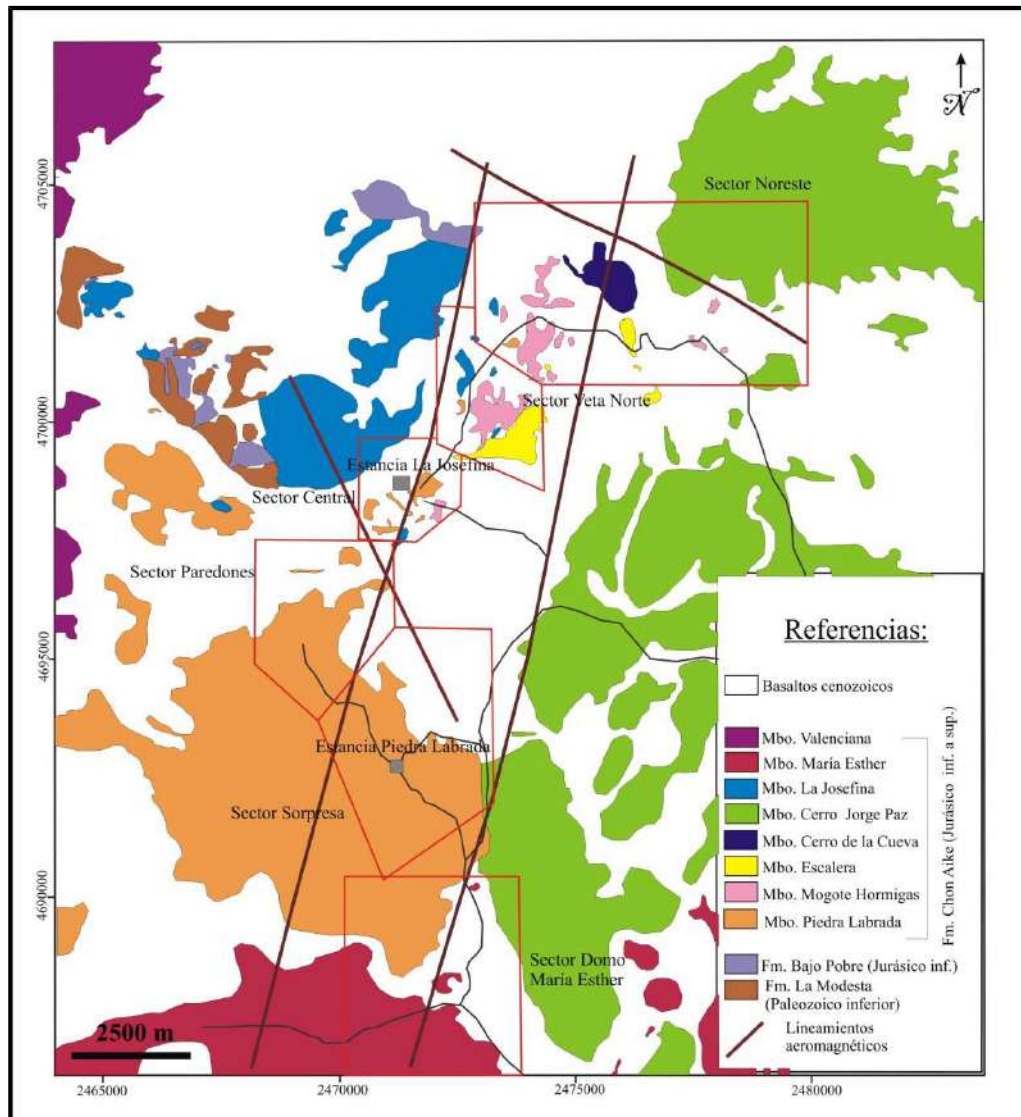 N
4705000
4700000
4695000
4690000
Sector Noreste
Sector Veta Norte
Estancia La Josefina
Sector Central
Sector Paredones
Estancia Piedra Labrada
Sector Sorpresa
Sector Domo
María Esther
2500 m
2465000
2470000
2475000
2480000
Referencias:
Basaltos cenozoicos
Mbo. Valenciana
Mbo. María Esther
Mbo. La Josefina
Mbo. Cerro Jorge Paz
Mbo. Cerro de la Cueva
Mbo. Escalera
Mbo. Mogote Hormigas
Mbo. Piedra Labrada
Fm. Chon Aike (Jurásico inf. a sup.)
Fm. Bajo Pobre (Jurásico inf.)
Fm. La Modesta
(Paleozoico inferior)
Lineamientos
aeromagnéticos